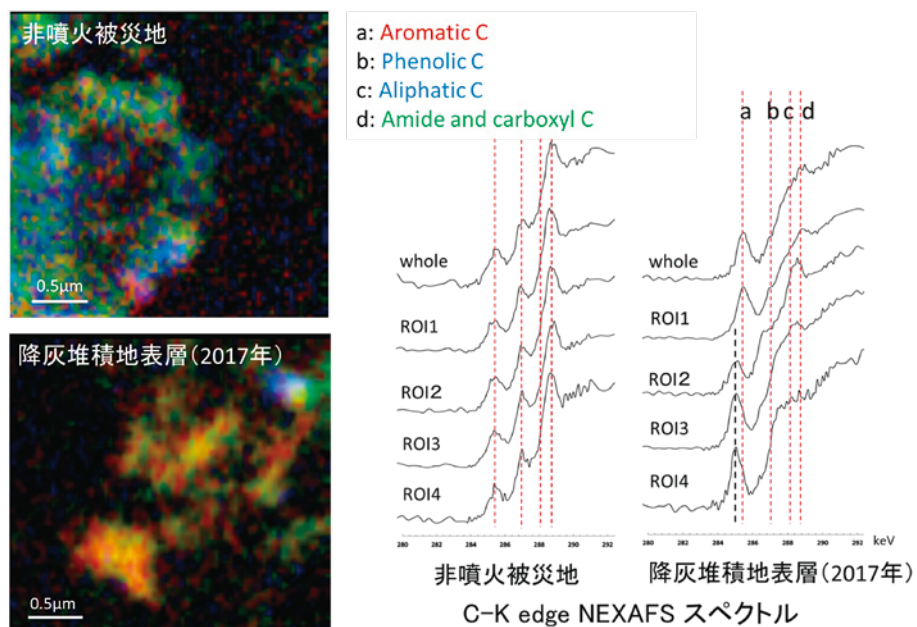 非噴火被災地
0.5μm
降灰堆積地表層(2017年)
0.5μm
a: Aromatic C
b: Phenolic C
c: Aliphatic C
d: Amide and carboxyl C
whole
ROI1
ROI2
ROI3
ROI4
280 282 284 286 288 290 292
非噴火被災地
a b c d
whole
ROI1
ROI2
ROI3
ROI4
280 282 284 286 288 290 292 keV
降灰堆積地表層(2017年)
C-K edge NEXAFS スペクトル